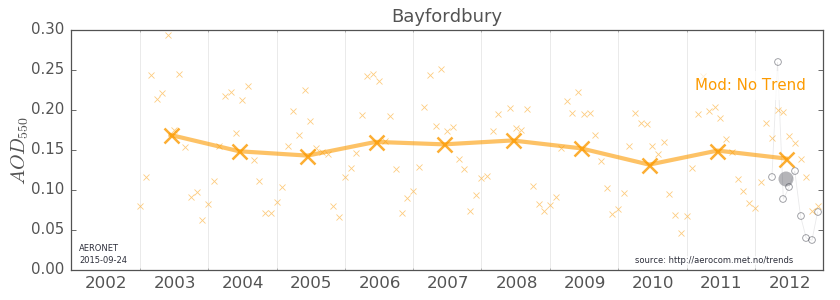 Bayfordbury
0.30
0.25
0.20
0.15
0.10
0.05
0.00
AOD550
Mod: No Trend
AERONET
2015-09-24
source: http://aerocom.met.no/trends
2002 2003 2004 2005 2006 2007 2008 2009 2010 2011 2012